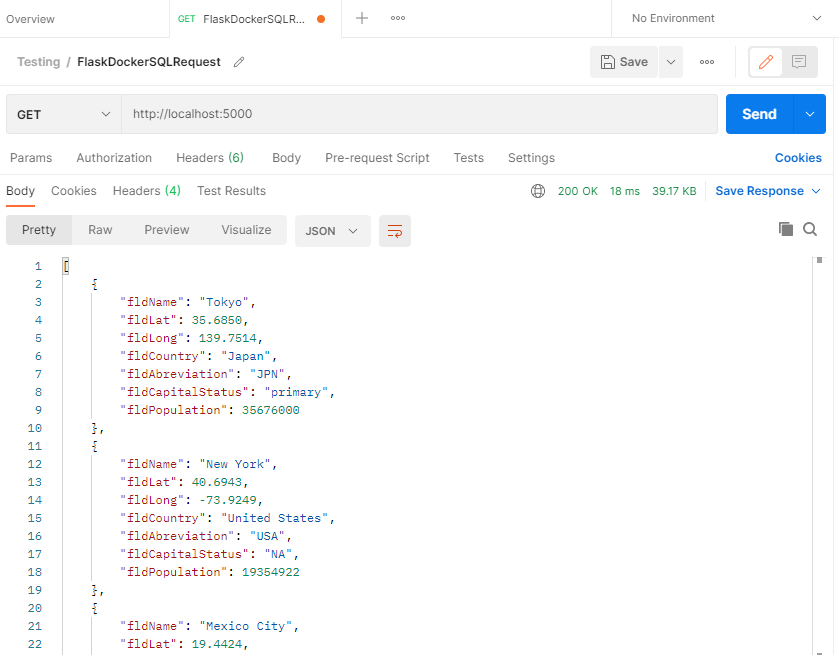 Overview GET FlaskDockerSQLR... No Environment
Testing / FlaskDockerSQLRequest Save
GET http://localhost:5000 Send
Params Authorization Headers (6) Body Pre-request Script Tests Settings Cookies
Body Cookies Headers (4) Test Results 200 OK 18 ms 39.17 KB Save Response
Pretty Raw Preview Visualize JSON
1 [
2 {
3 "fldName": "Tokyo",
4 "fldLat": 35.6850,
5 "fldLong": 139.7514,
6 "fldCountry": "Japan",
7 "fldAbreviation": "JPN",
8 "fldCapitalStatus": "primary",
9 "fldPopulation": 35676000
10 },
11 {
12 "fldName": "New York",
13 "fldLat": 40.6943,
14 "fldLong": -73.9249,
15 "fldCountry": "United States",
16 "fldAbreviation": "USA",
17 "fldCapitalStatus": "NA",
18 "fldPopulation": 19354922
19 },
20 {
21 "fldName": "Mexico City",
22 "fldLat": 19.4424,